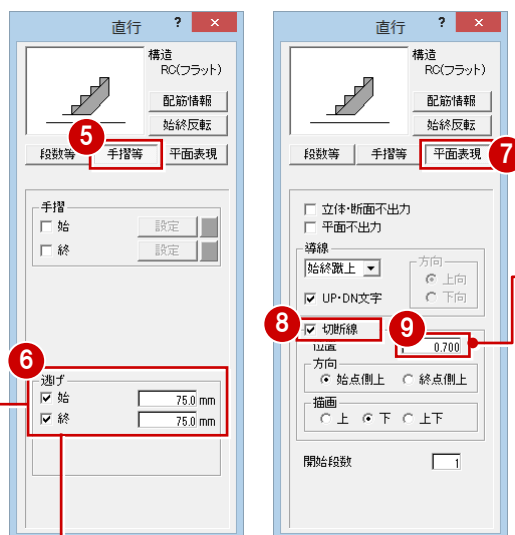 直行 ? ×
構造
RC(フラット)
配筋情報
始終反転
5
段数等 手摺等 平面表現
手摺
始 設定
終 設定
6
逃げ
始 75.0 mm
終 75.0 mm
直行 ? ×
構造
RC(フラット)
配筋情報
始終反転
段数等 手摺等 平面表現 7
立体・断面不出力
平面不出力
導線
始終蹴上
方向
上向
下向
UP・DN文字
8 切断線 9
位置 0.700
方向
始点側上 終点側上
描画
上 下 上下
開始段数 1